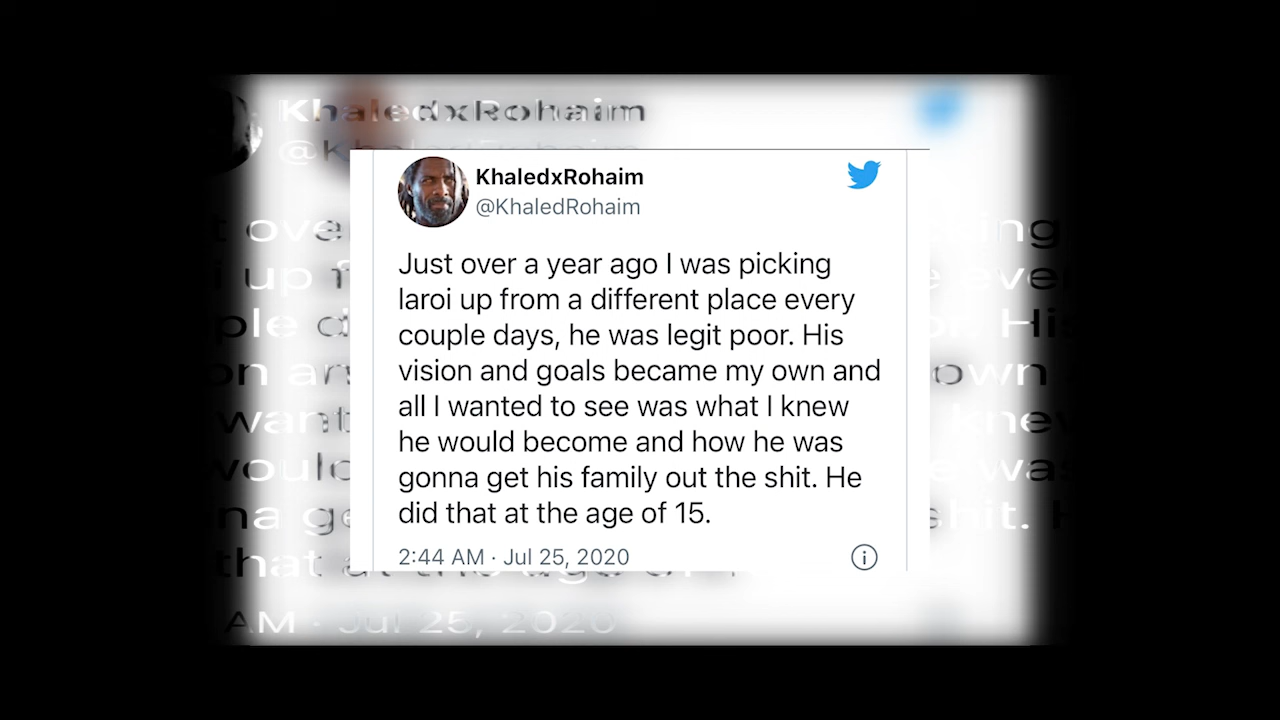 KhaledxRohaim
@KhaledRohaim
Just over a year ago I was picking
laroi up from a different place every
couple days, he was legit poor. His
vision and goals became my own and
all I wanted to see was what I knew
he would become and how he was
gonna get his family out the shit. He
did that at the age of 15.
2:44 AM · Jul 25, 2020